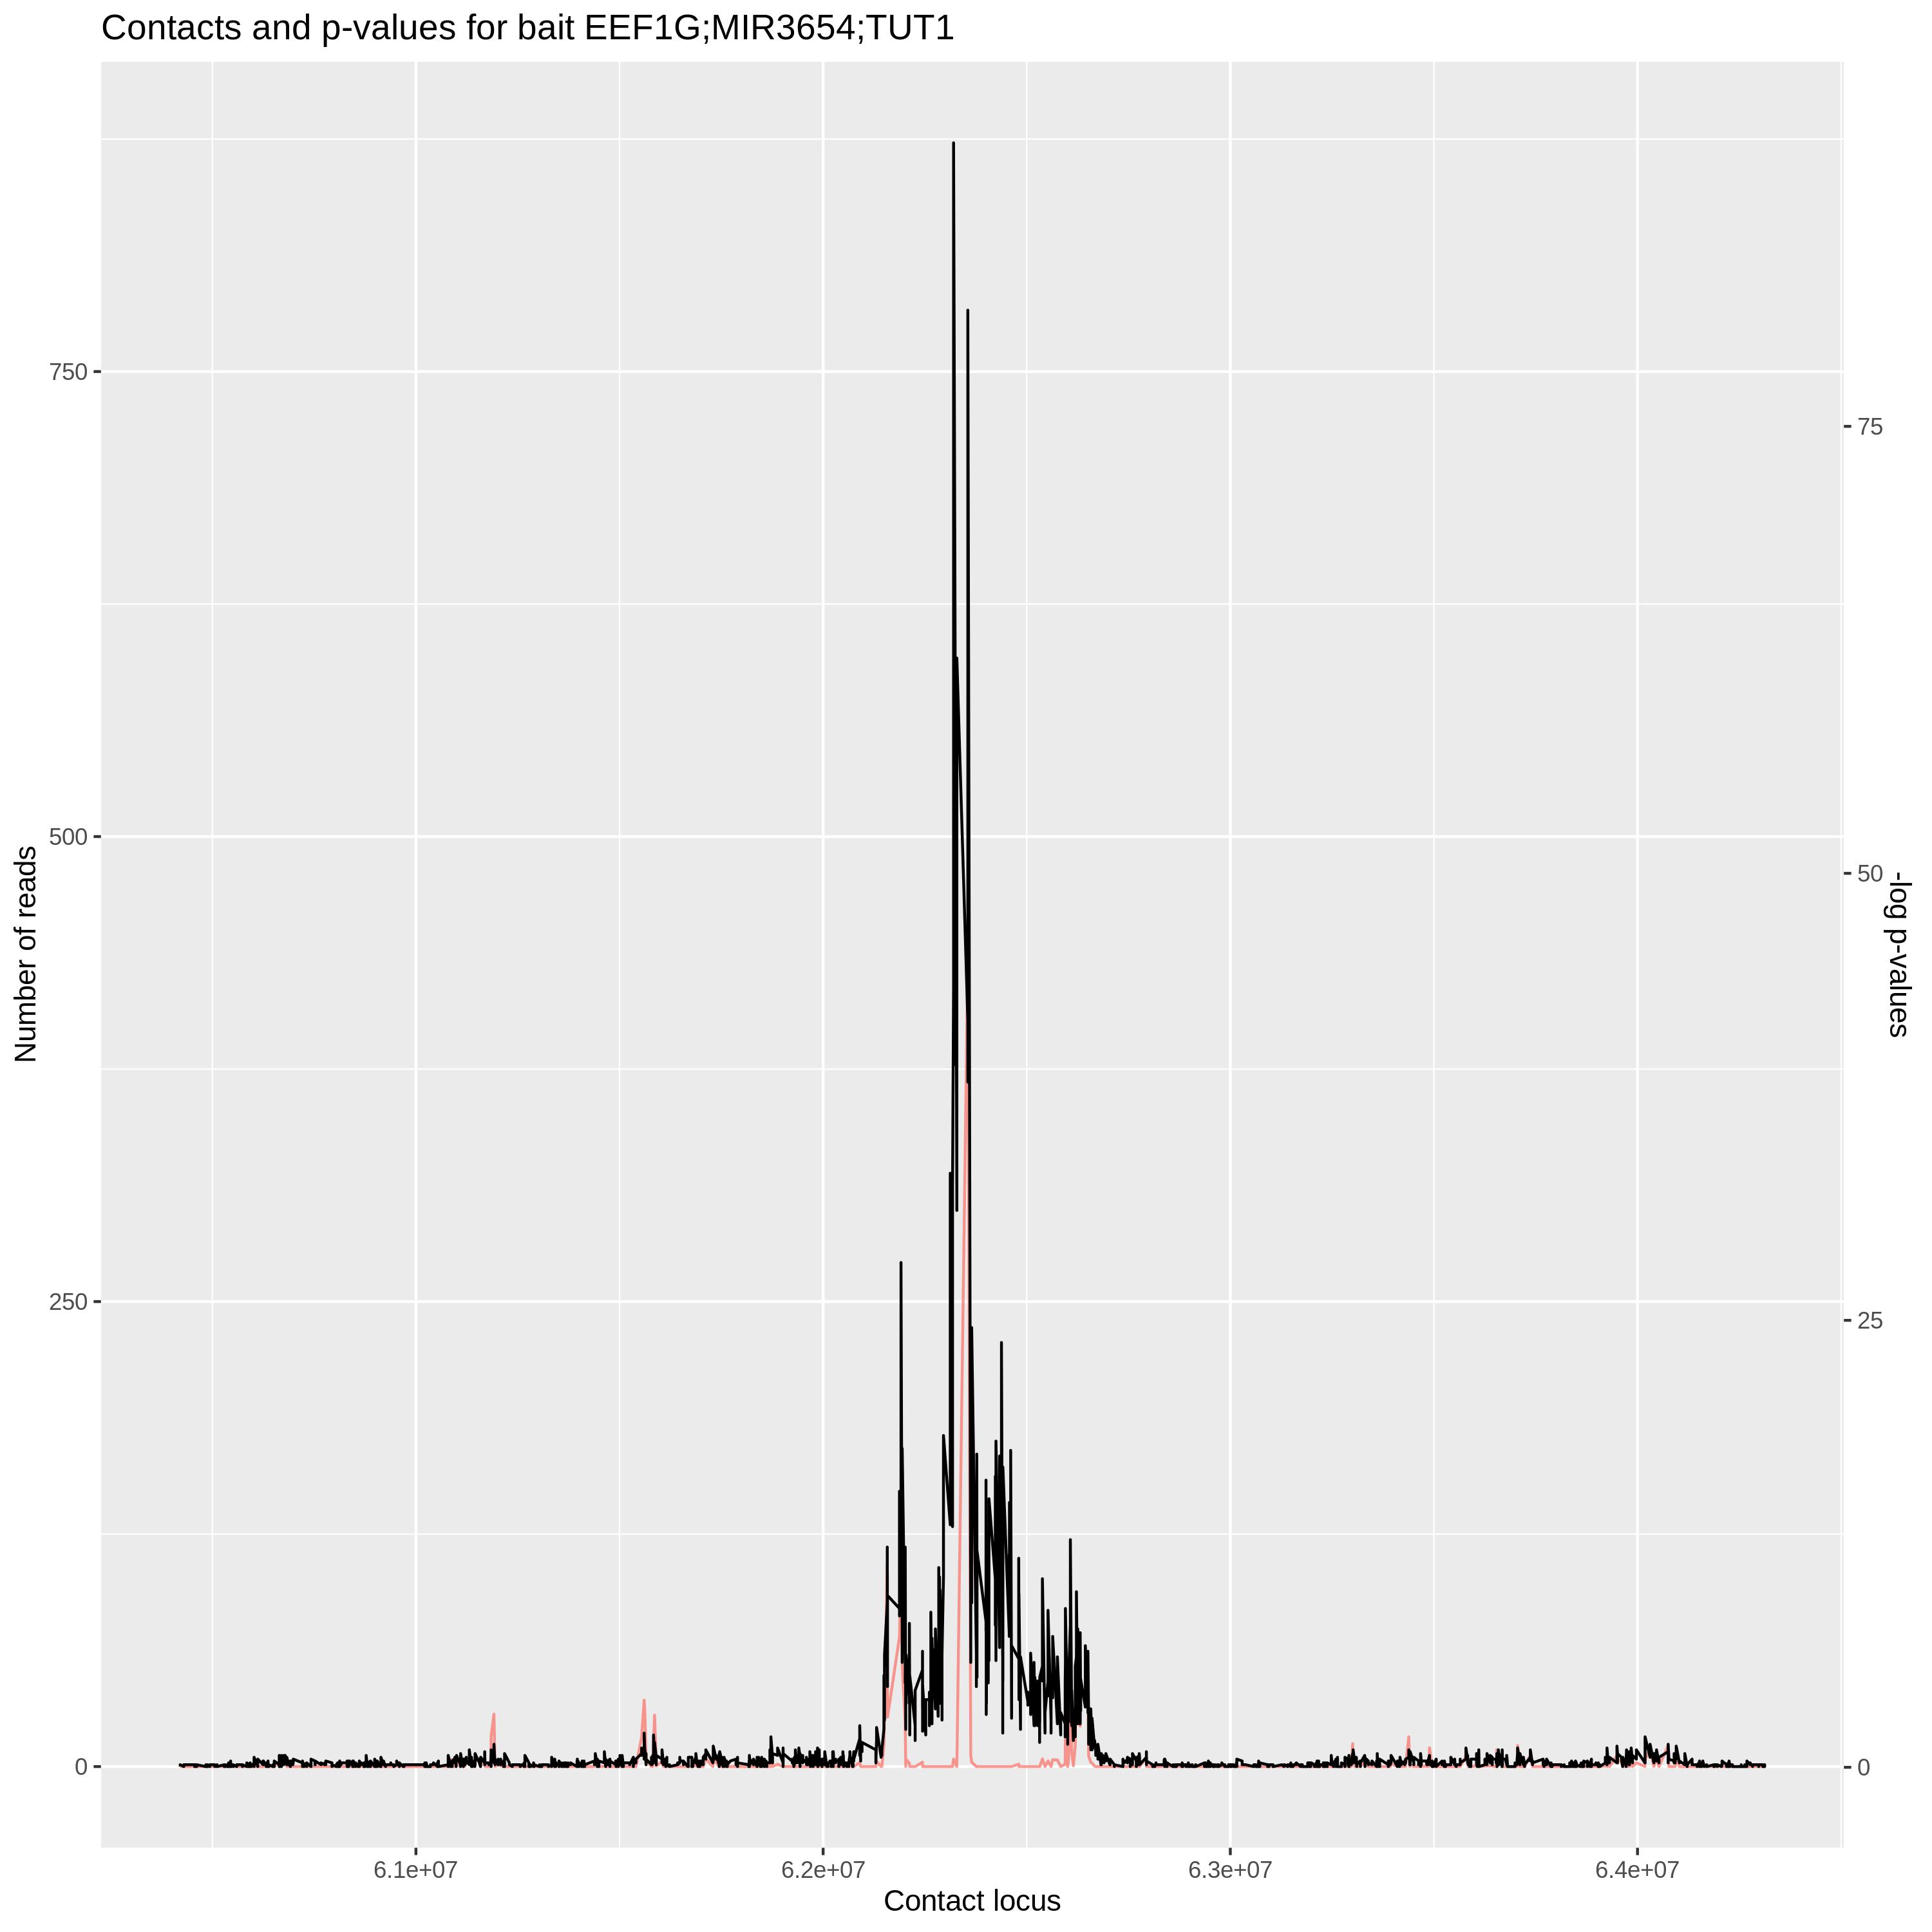 Contacts and p-values for bait EEF1G;MIR3654;TUT1
750
500
250
0
Number of reads
75
50
25
0
-log p-values
6.1e+07
6.2e+07
6.3e+07
6.4e+07
Contact locus